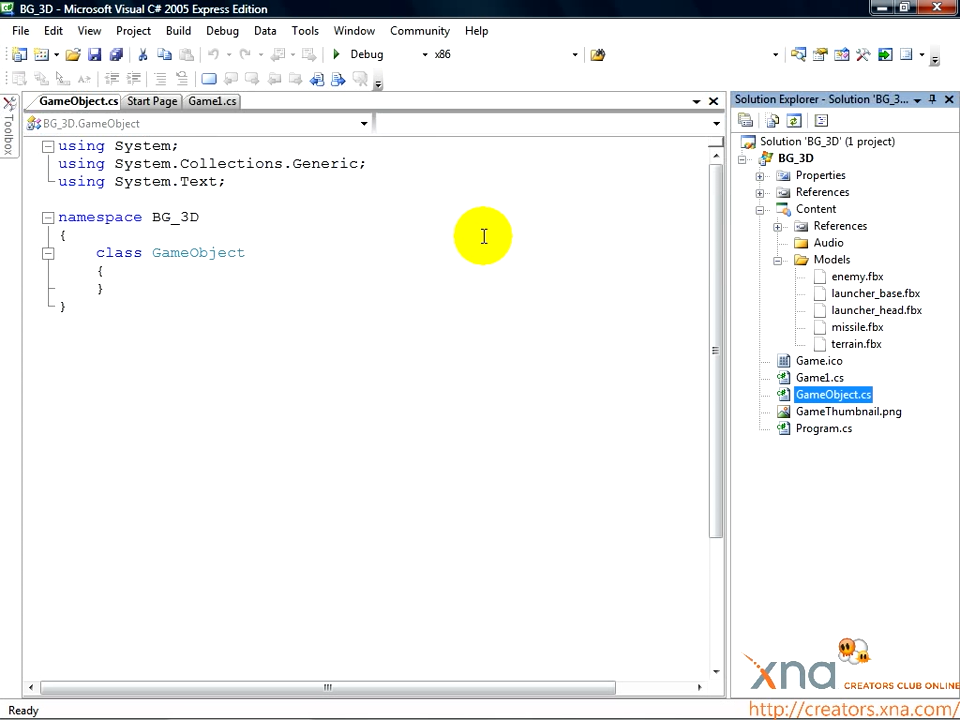 BG_3D - Microsoft Visual C# 2005 Express Edition
File Edit View Project Build Debug Data Tools Window Community Help
Debug x86
GameObject.cs Start Page Game1.cs
Solution Explorer - Solution 'BG_3...
Toolbox
BG_3D.GameObject
using System;
using System.Collections.Generic;
using System.Text;
namespace BG_3D
{
class GameObject
{
}
}
Solution 'BG_3D' (1 project)
BG_3D
Properties
References
Content
References
Audio
Models
enemy.fbx
launcher_base.fbx
launcher_head.fbx
missile.fbx
terrain.fbx
Game.ico
Game1.cs
GameObject.cs
GameThumbnail.png
Program.cs
xna CREATORS CLUB ONLINE
http://creators.xna.com/
Ready